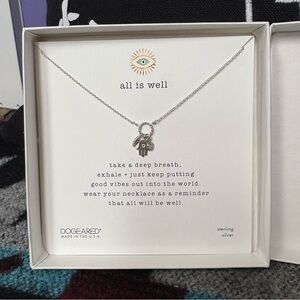 all is well
take a deep breath,
exhale + just keep putting
good vibes out into the world.
wear your necklace as a reminder
that all will be well.
DOGEARED®
MADE IN THE U.S.A.
sterling
silver